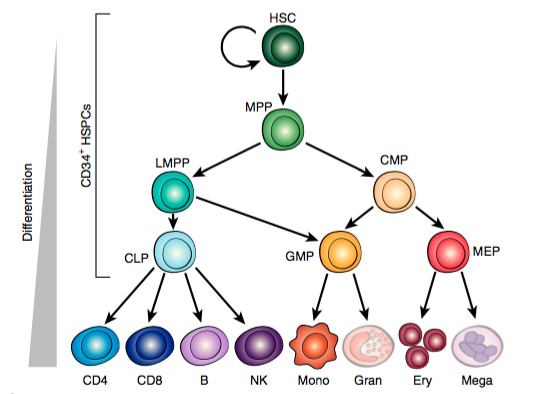 HSC
MPP
LMPP
CMP
CLP
GMP
MEP
CD4
CD8
B
NK
Mono
Gran
Ery
Mega
CD34⁺ HSPCs
Differentiation